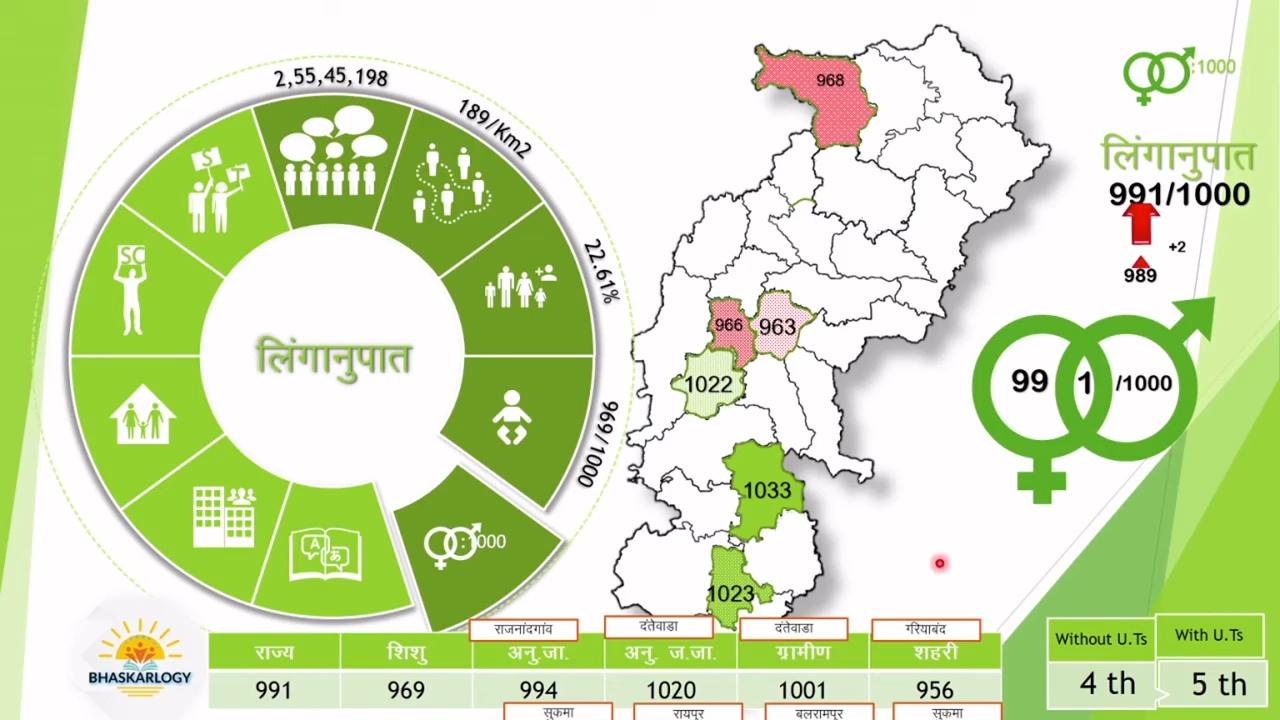 2,55,45,198
189/Km2
22.61%
969/1000
SC
S
T
A
अ
:1000
लिंगानुपात
968
966
963
1022
1033
1023
:1000
लिंगानुपात
991/1000
+2
989
991 /1000
BHASKARLOGY
राजनांदगांव दंतेवाडा दंतेवाडा गरियाबंद
राज्य शिशु अनु.जा. अनु. ज.जा. ग्रामीण शहरी
991 969 994 1020 1001 956
सुकमा रायपुर बलरामपुर सुकमा
Without U.Ts With U.Ts
4 th 5 th